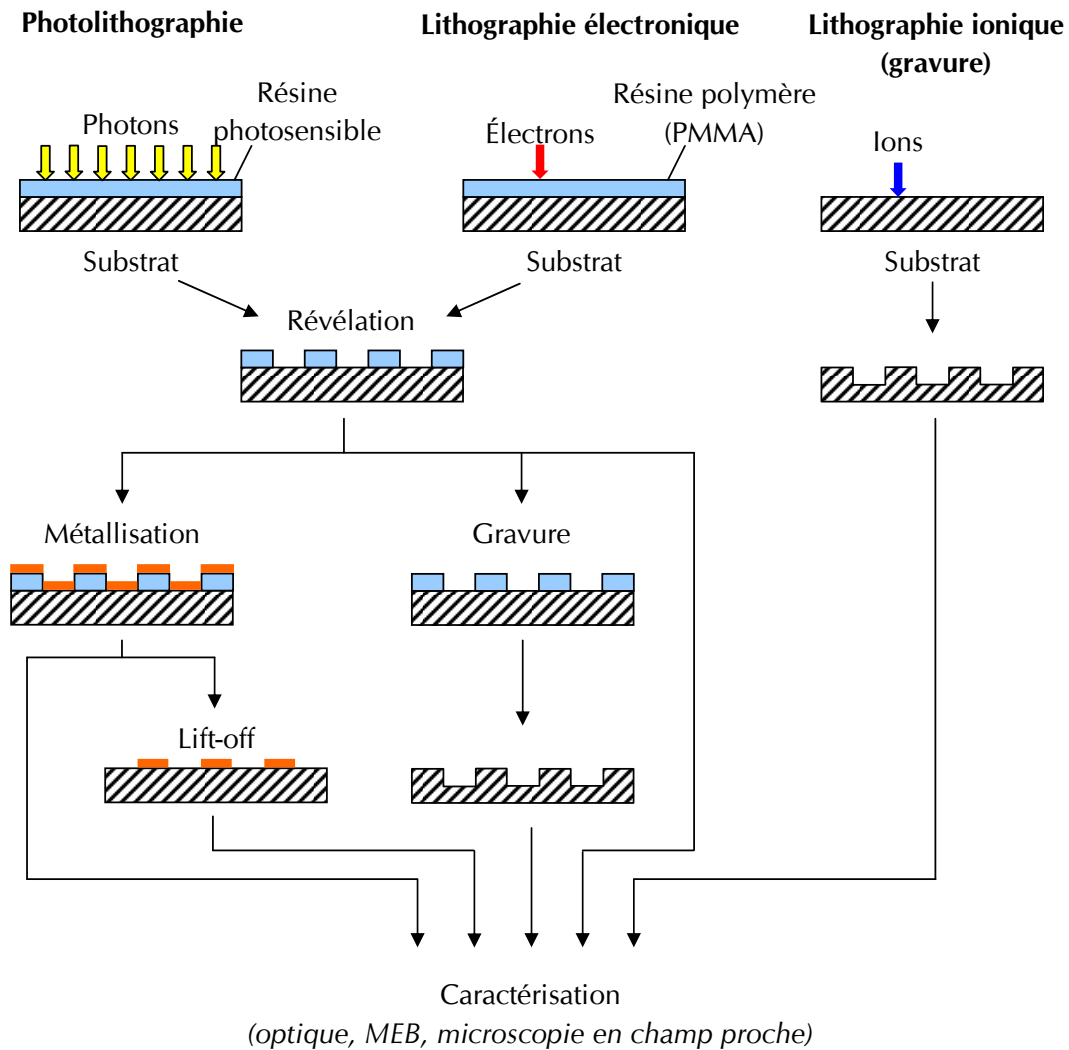 Photolithographie
Lithographie électronique
Lithographie ionique
(gravure)
Résine
photosensible
Photons
Résine polymère
(PMMA)
Électrons
Ions
Substrat
Substrat
Substrat
Révélation
Métallisation
Gravure
Lift-off
Caractérisation
(optique, MEB, microscopie en champ proche)